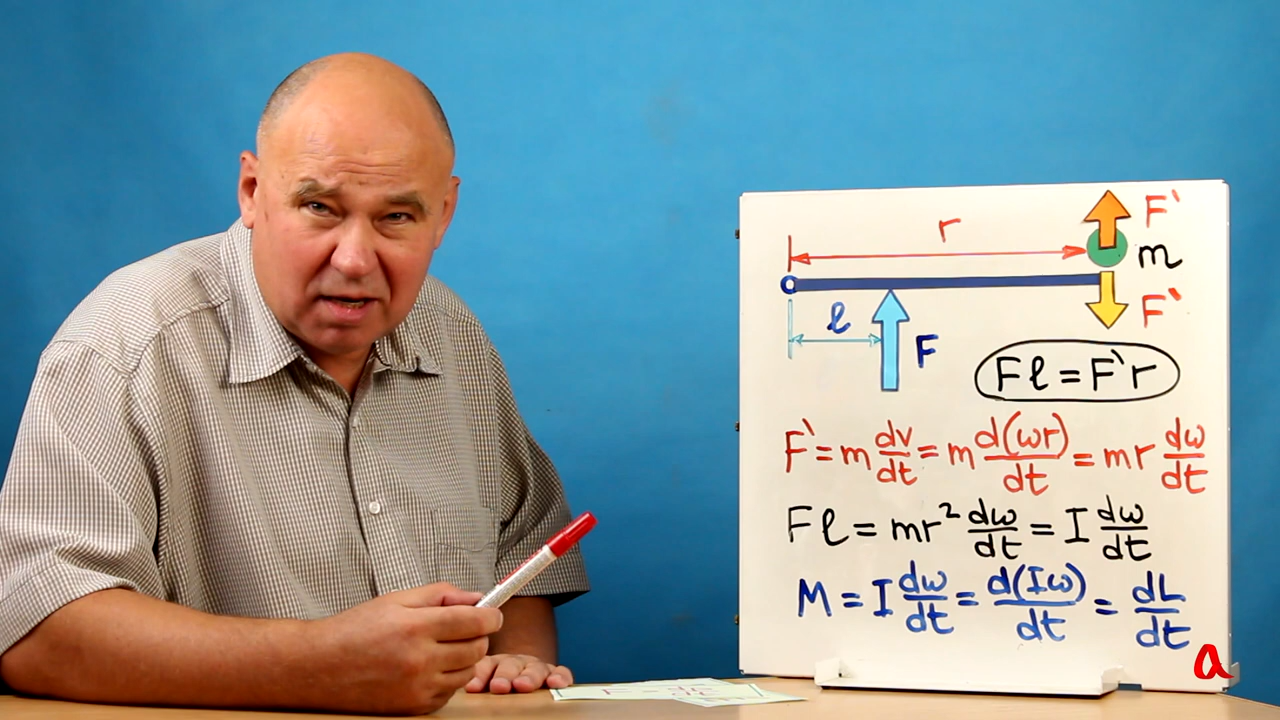 r
F`
m
F`
ℓ
F
Fℓ = F`r
F` = m dv/dt = m d(ωr)/dt = mr dω/dt
Fℓ = mr² dω/dt = I dω/dt
M = I dω/dt = d(Iω)/dt = dL/dt
a